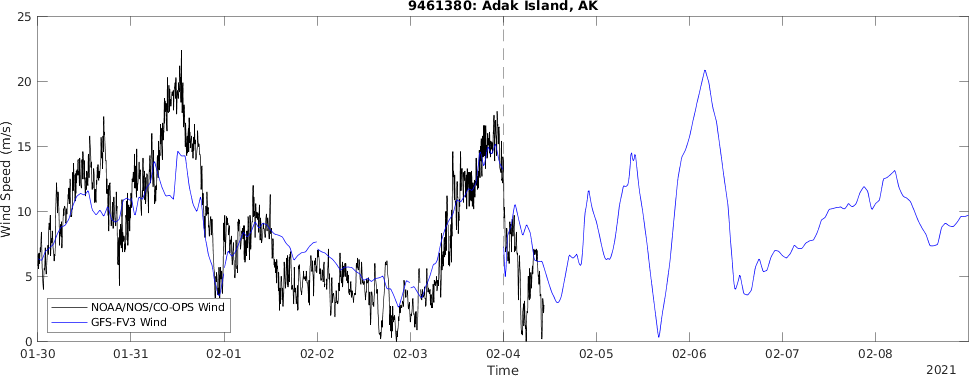 9461380: Adak Island, AK
Wind Speed (m/s)
25
20
15
10
5
0
NOAA/NOS/CO-OPS Wind
GFS-FV3 Wind
01-30 01-31 02-01 02-02 02-03 02-04 02-05 02-06 02-07 02-08
Time
2021